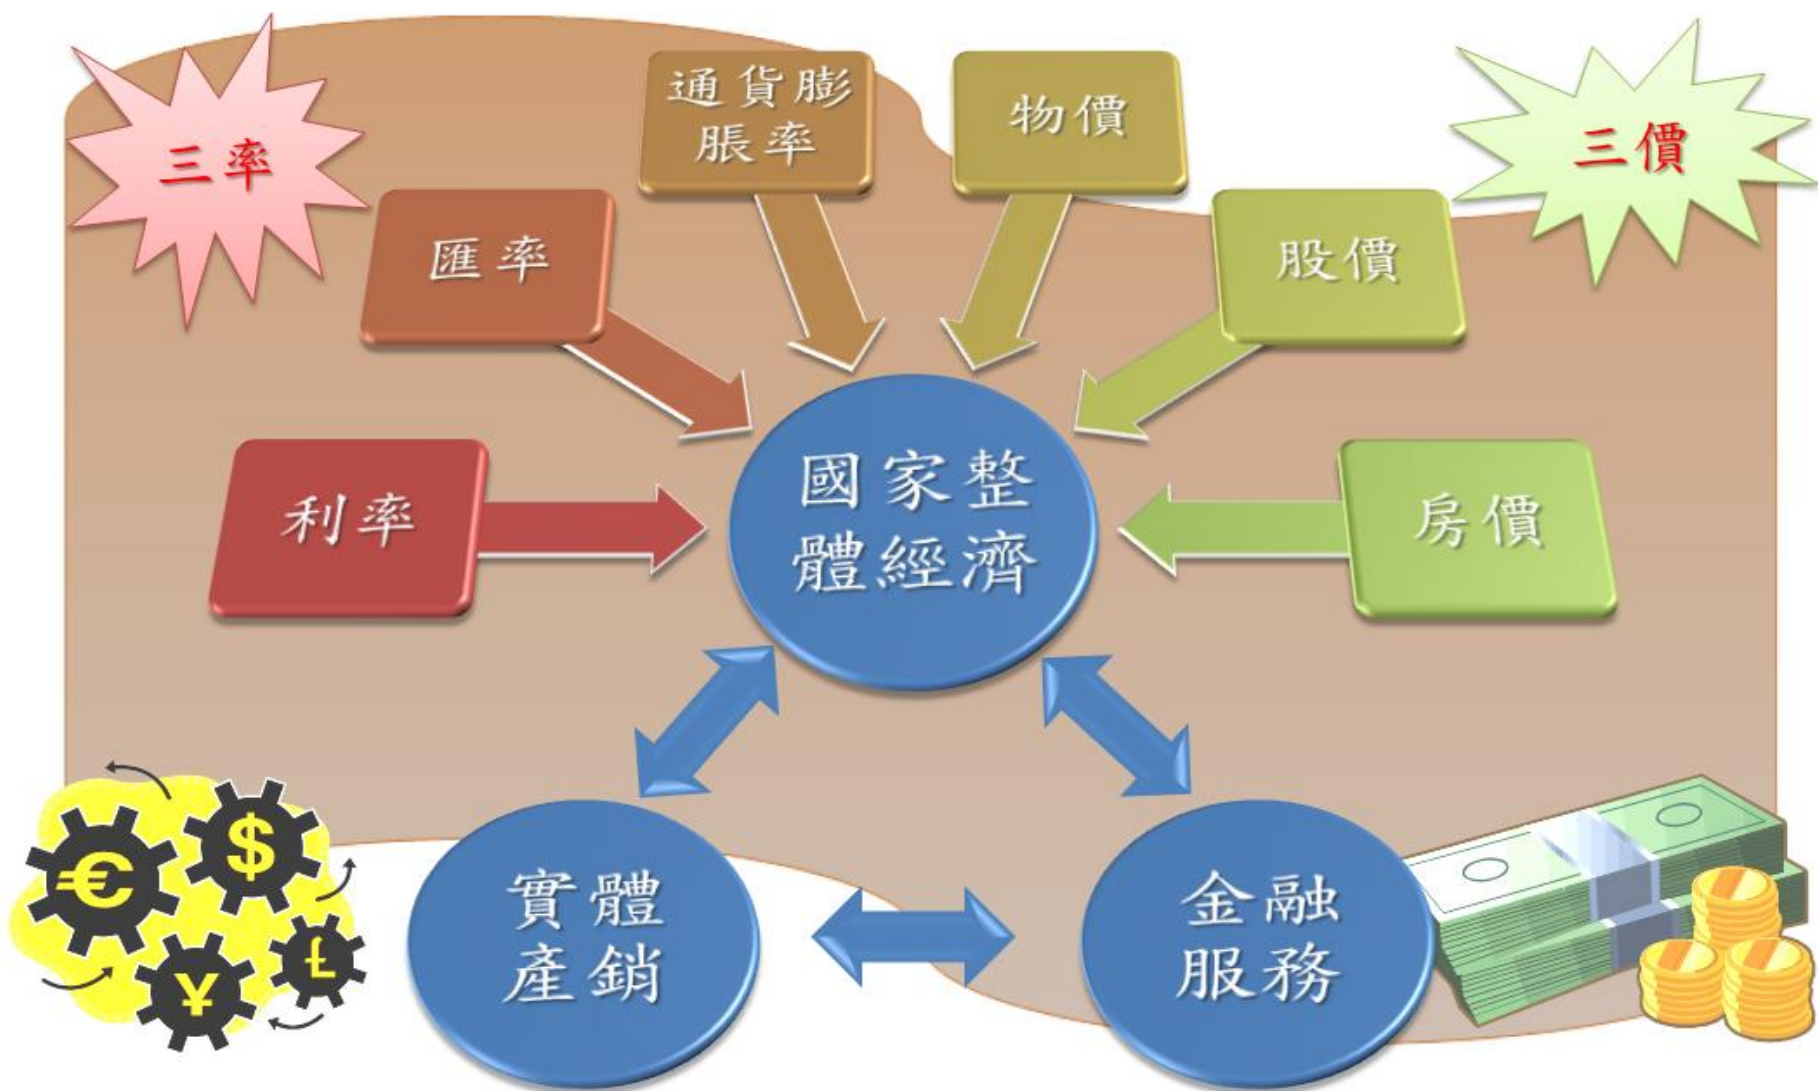 三率
通貨膨
脹率
物價
三價
匯率
股價
利率
國家整
體經濟
房價
實體
產銷
金融
服務
€
$
¥
£